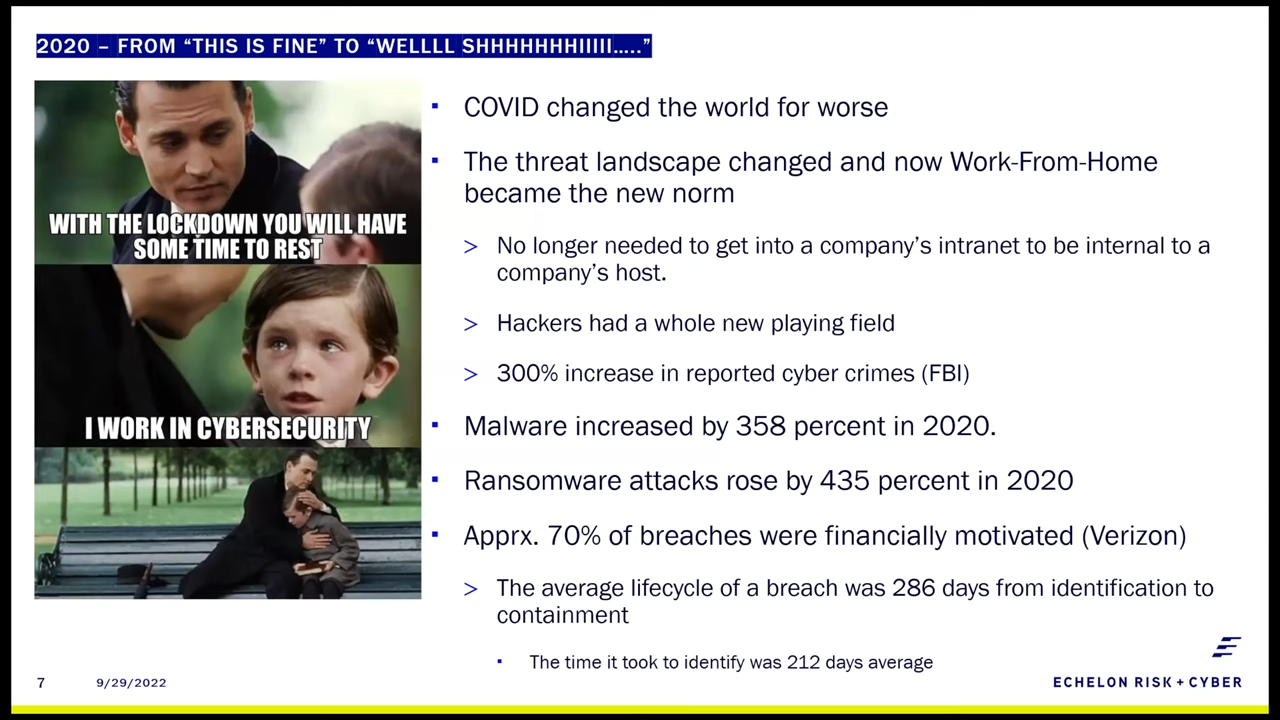 2020 – FROM “THIS IS FINE” TO “WELLLL SHHHHHHHIIIII…..”
WITH THE LOCKDOWN YOU WILL HAVE
SOME TIME TO REST
I WORK IN CYBERSECURITY
▪ COVID changed the world for worse
▪ The threat landscape changed and now Work-From-Home
became the new norm
> No longer needed to get into a company’s intranet to be internal to a
company’s host.
> Hackers had a whole new playing field
> 300% increase in reported cyber crimes (FBI)
▪ Malware increased by 358 percent in 2020.
▪ Ransomware attacks rose by 435 percent in 2020
▪ Apprx. 70% of breaches were financially motivated (Verizon)
> The average lifecycle of a breach was 286 days from identification to
containment
▪ The time it took to identify was 212 days average
7 9/29/2022
ECHELON RISK + CYBER